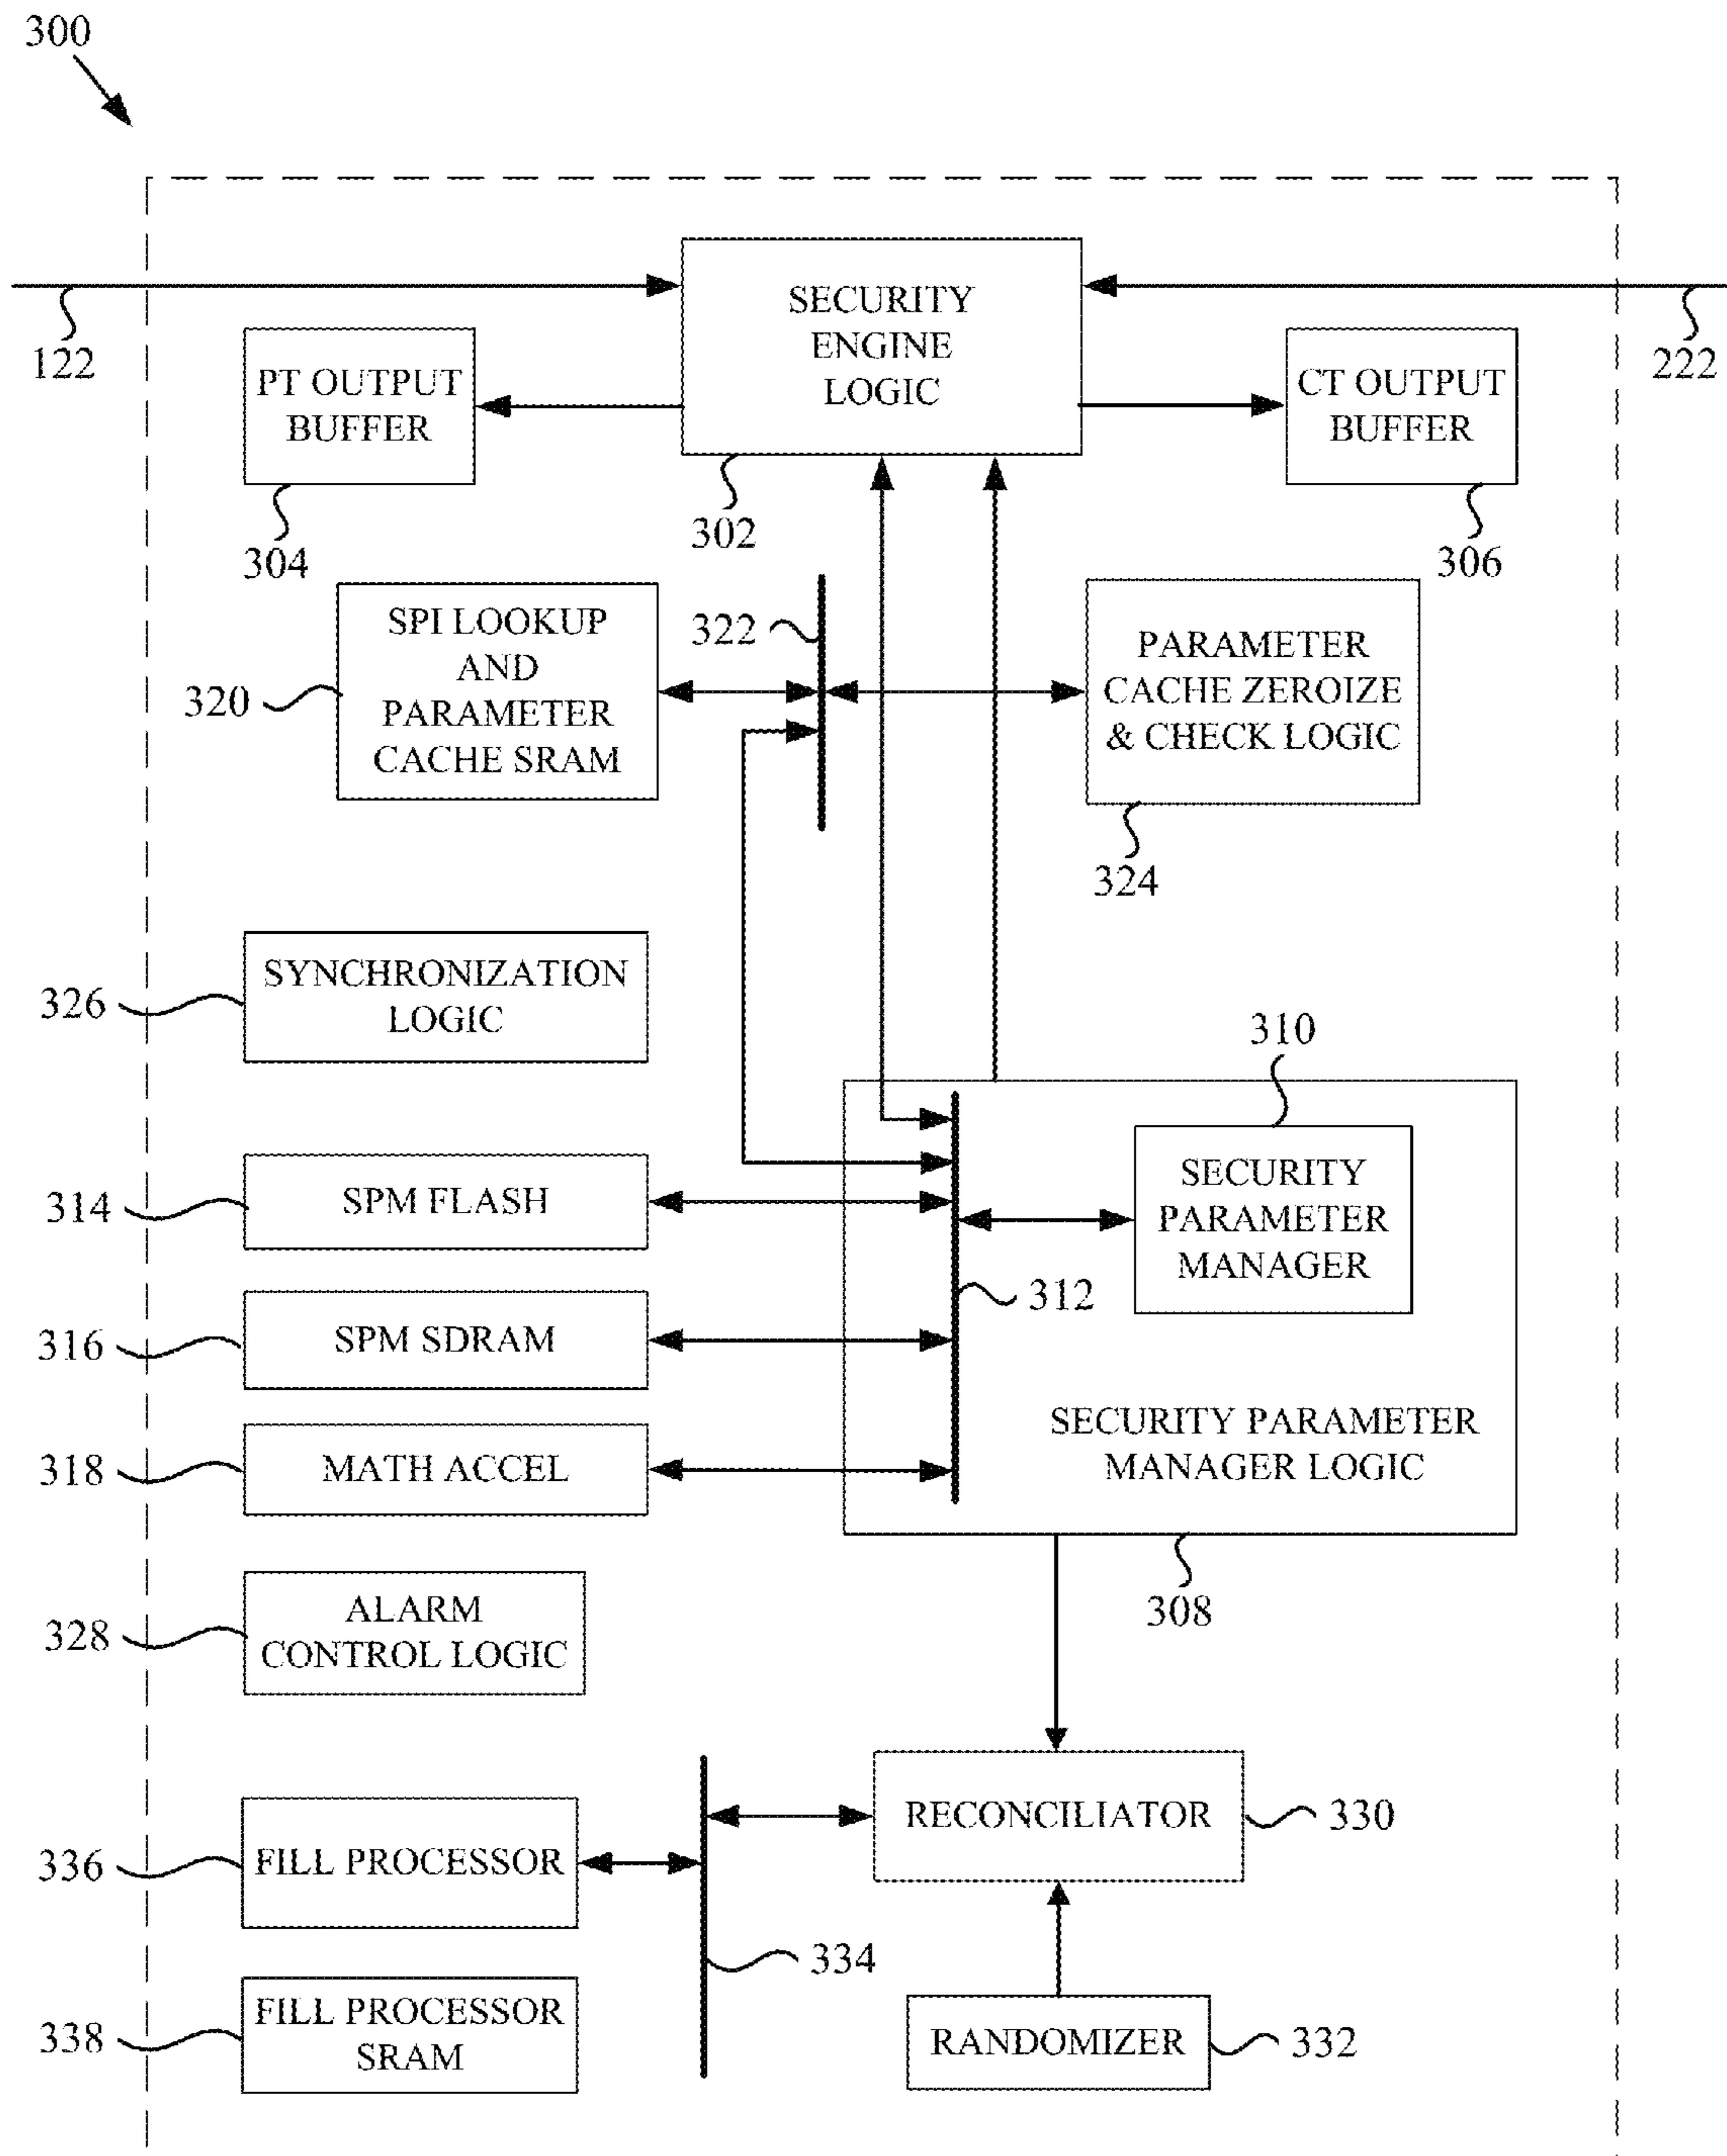 300
SECURITY
ENGINE
LOGIC
122
222
PT OUTPUT
BUFFER
CT OUTPUT
BUFFER
302
304
306
SPI LOOKUP
AND
PARAMETER
CACHE SRAM
322
PARAMETER
CACHE ZEROIZE
& CHECK LOGIC
320
324
SYNCHRONIZATION
LOGIC
326
310
SPM FLASH
314
SECURITY
PARAMETER
MANAGER
312
SPM SDRAM
316
SECURITY PARAMETER
MANAGER LOGIC
MATH ACCEL
318
308
ALARM
CONTROL LOGIC
328
RECONCILIATOR
330
FILL PROCESSOR
336
334
FILL PROCESSOR
SRAM
338
RANDOMIZER
332